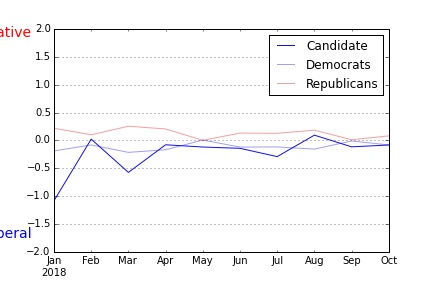 ative
peral
2.0
1.5
1.0
0.5
0.0
−0.5
−1.0
−1.5
−2.0
Candidate
Democrats
Republicans
Jan Feb Mar Apr May Jun Jul Aug Sep Oct
2018